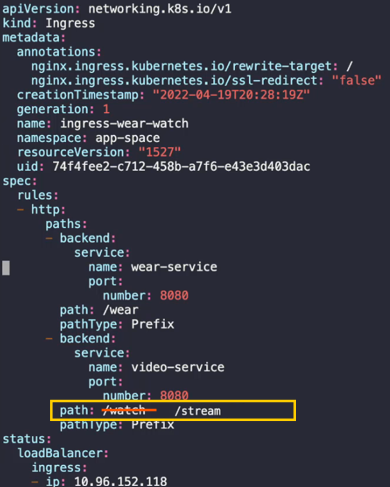 apiVersion: networking.k8s.io/v1
kind: Ingress
metadata:
  annotations:
    nginx.ingress.kubernetes.io/rewrite-target: /
    nginx.ingress.kubernetes.io/ssl-redirect: "false"
  creationTimestamp: "2022-04-19T20:28:19Z"
  generation: 1
  name: ingress-wear-watch
  namespace: app-space
  resourceVersion: "1527"
  uid: 74f4fee2-c712-458b-a7f6-e43e3d403dac
spec:
  rules:
  - http:
      paths:
      - backend:
          service:
            name: wear-service
            port:
              number: 8080
        path: /wear
        pathType: Prefix
      - backend:
          service:
            name: video-service
            port:
              number: 8080
        path: /watch /stream
        pathType: Prefix
status:
  loadBalancer:
    ingress:
    - ip: 10.96.152.118